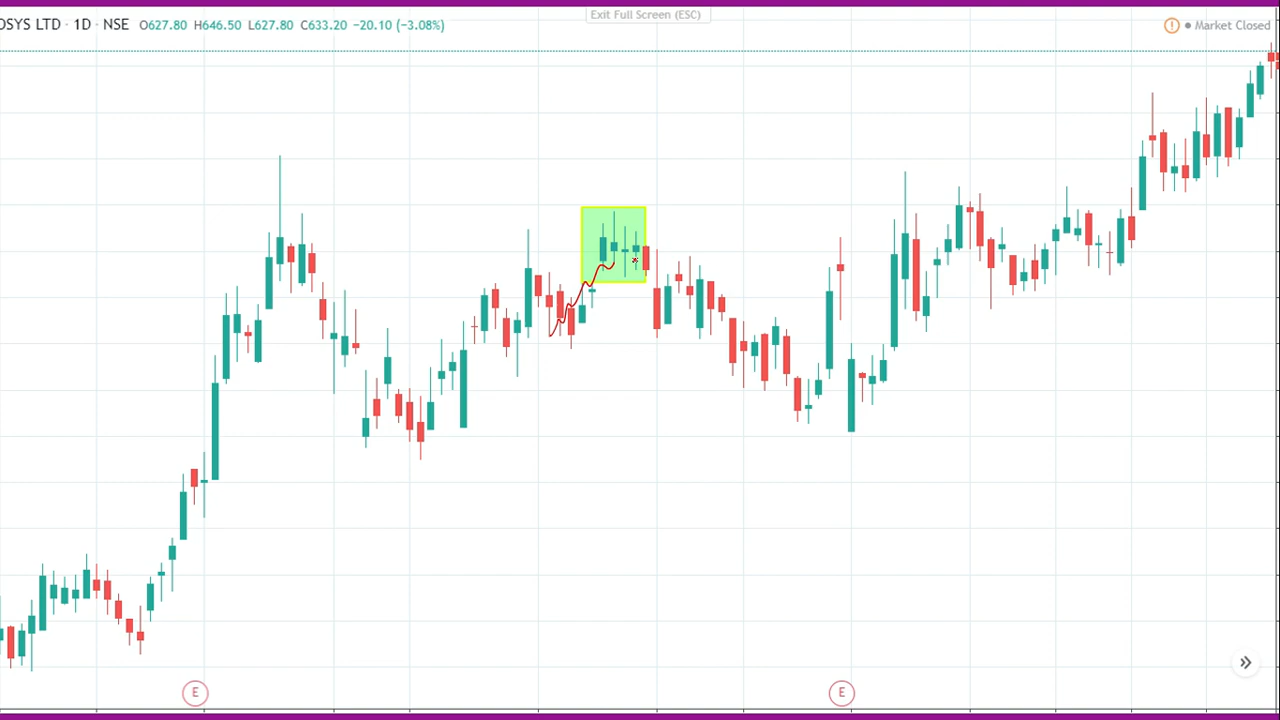 Exit Full Screen (ESC)
OSYS LTD · 1D · NSE O627.80 H646.50 L627.80 C633.20 −20.10 (−3.08%)
Market Closed
E E